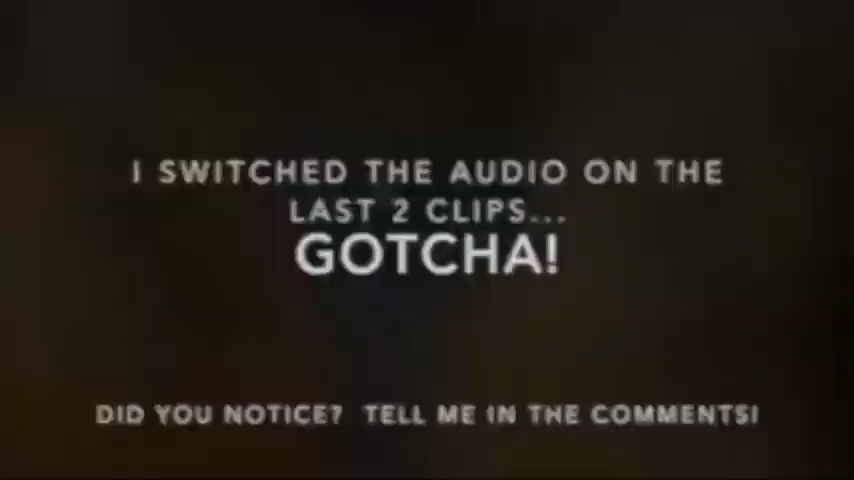 I SWITCHED THE AUDIO ON THE
LAST 2 CLIPS...
GOTCHA!
DID YOU NOTICE? TELL ME IN THE COMMENTS!